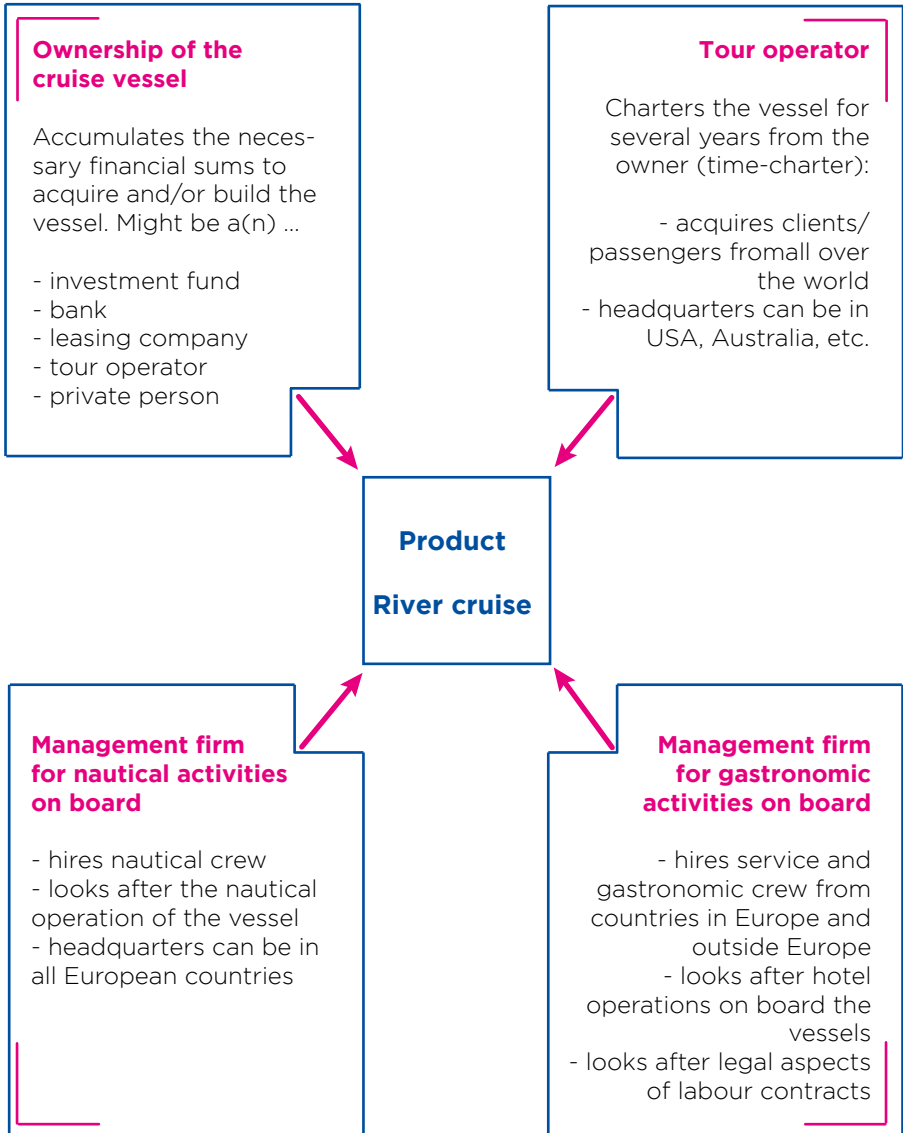 Ownership of the
cruise vessel
Accumulates the neces-
sary financial sums to
acquire and/or build the
vessel. Might be a(n) ...
- investment fund
- bank
- leasing company
- tour operator
- private person
Tour operator
Charters the vessel for
several years from the
owner (time-charter):
- acquires clients/
passengers fromall over
the world
- headquarters can be in
USA, Australia, etc.
Product
River cruise
Management firm
for nautical activities
on board
- hires nautical crew
- looks after the nautical
operation of the vessel
- headquarters can be in
all European countries
Management firm
for gastronomic
activities on board
- hires service and
gastronomic crew from
countries in Europe and
outside Europe
- looks after hotel
operations on board the
vessels
- looks after legal aspects
of labour contracts